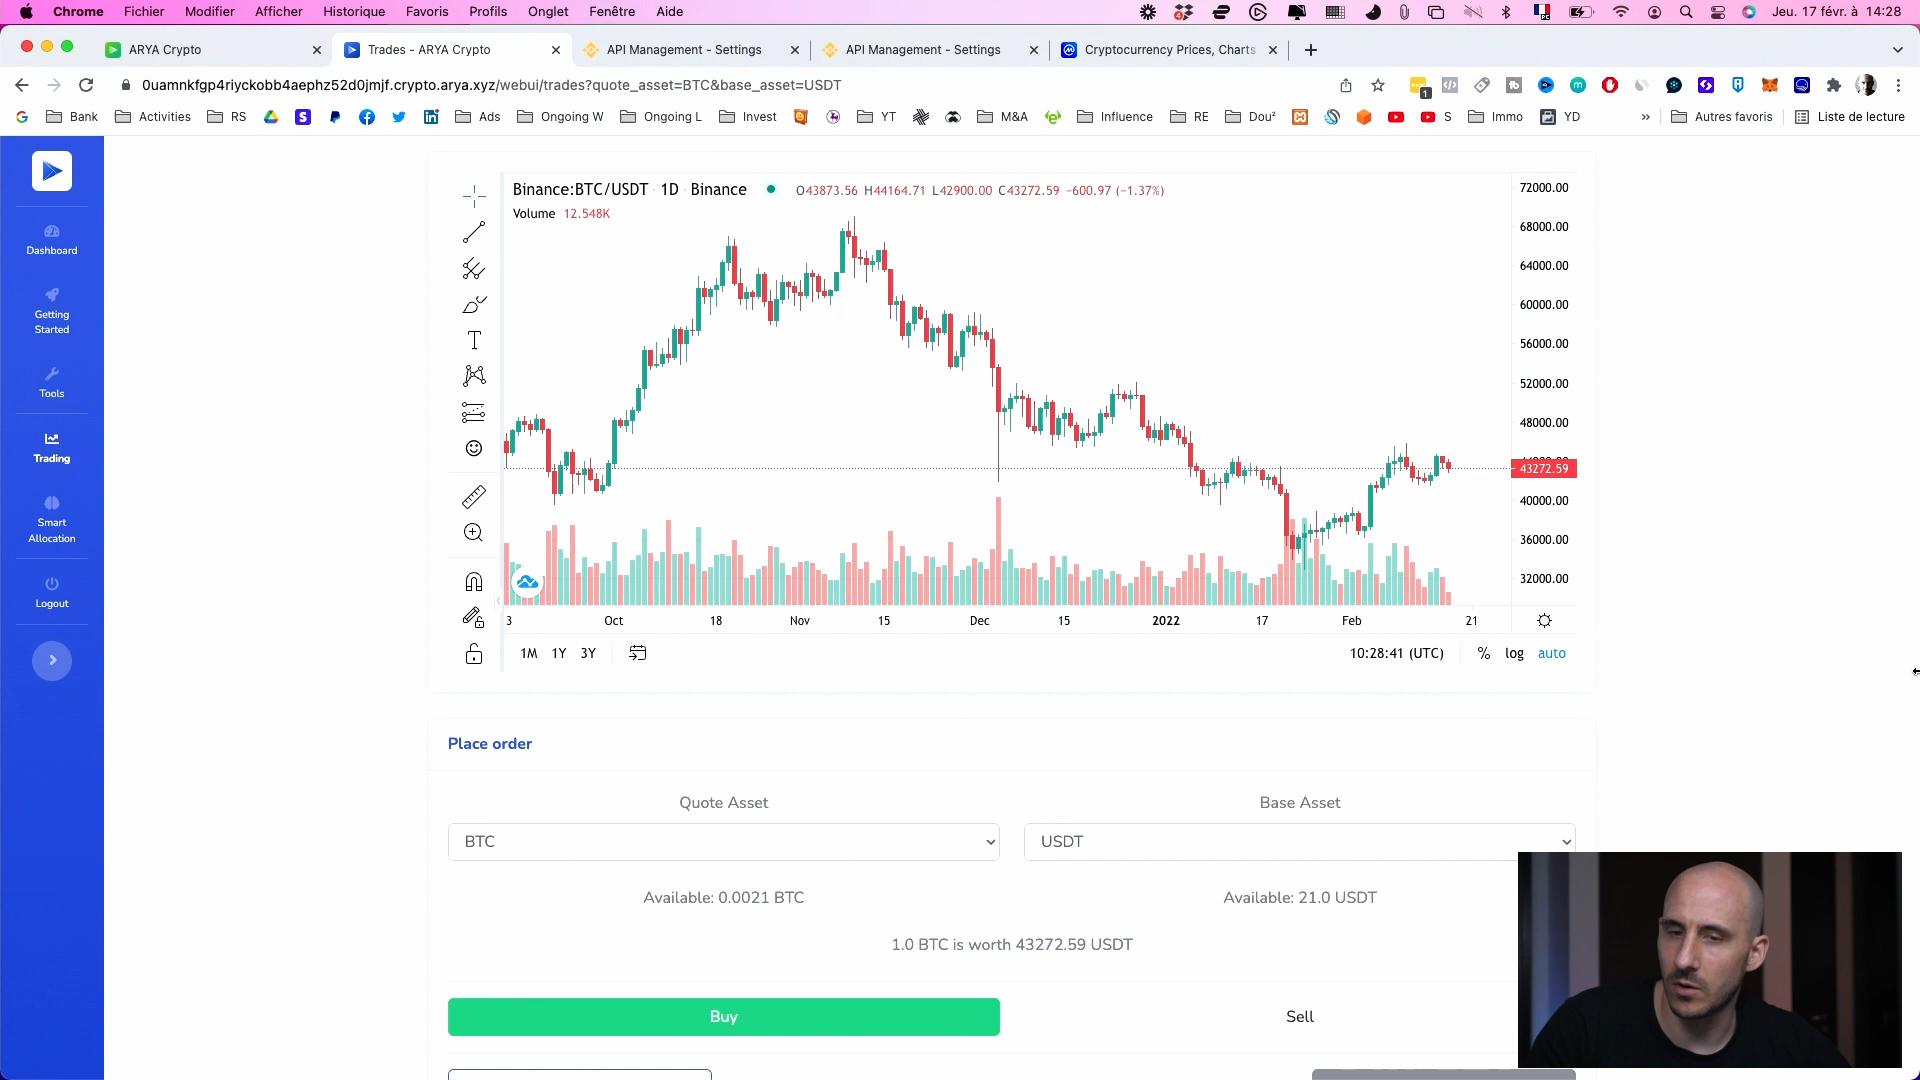 Chrome Fichier Modifier Afficher Historique Favoris Profils Onglet Fenêtre Aide Jeu. 17 févr. à 14:28
ARYA Crypto Trades - ARYA Crypto API Management - Settings API Management - Settings Cryptocurrency Prices, Charts
0uamnkfgp4riyckobb4aephz52d0jmjf.crypto.arya.xyz/webui/trades?quote_asset=BTC&base_asset=USDT
Bank Activities RS Ads Ongoing W Ongoing L Invest YT M&A Influence RE Dou² S Immo YD » Autres favoris Liste de lecture
Dashboard
Getting
Started
Tools
Trading
Smart
Allocation
Logout
Binance:BTC/USDT · 1D · Binance O43873.56 H44164.71 L42900.00 C43272.59 −600.97 (−1.37%)
Volume 12.548K
72000.00
68000.00
64000.00
60000.00
56000.00
52000.00
48000.00
43272.59
40000.00
36000.00
32000.00
3 Oct 18 Nov 15 Dec 15 2022 17 Feb 21
1M 1Y 3Y 10:28:41 (UTC) % log auto
Place order
Quote Asset Base Asset
BTC USDT
Available: 0.0021 BTC Available: 21.0 USDT
1.0 BTC is worth 43272.59 USDT
Buy Sell